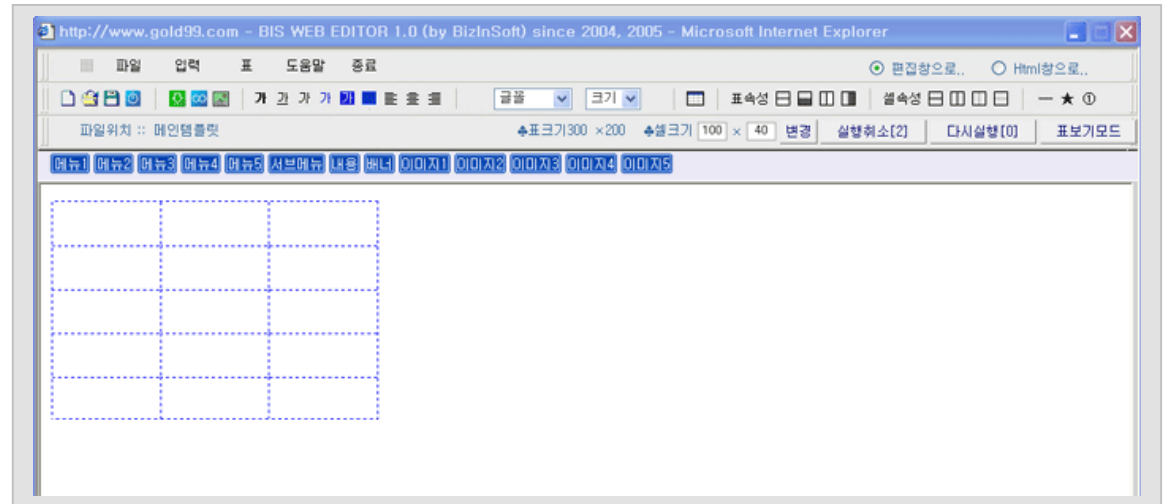 http://www.gold99.com - BIS WEB EDITOR 1.0 (by BizInSoft) since 2004, 2005 - Microsoft Internet Explorer
파일 입력 표 도움말 종료 편집창으로.. Html창으로..
가 가 가 가 가 글꼴 크기 표속성 셀속성 ─ ★ ①
파일위치 :: 메인템플릿 ♣표크기300 ×200 ♣셀크기 100 × 40 변경 실행취소[2] 다시실행[0] 표보기모드
메뉴1 메뉴2 메뉴3 메뉴4 메뉴5 서브메뉴 내용 배너 이미지1 이미지2 이미지3 이미지4 이미지5